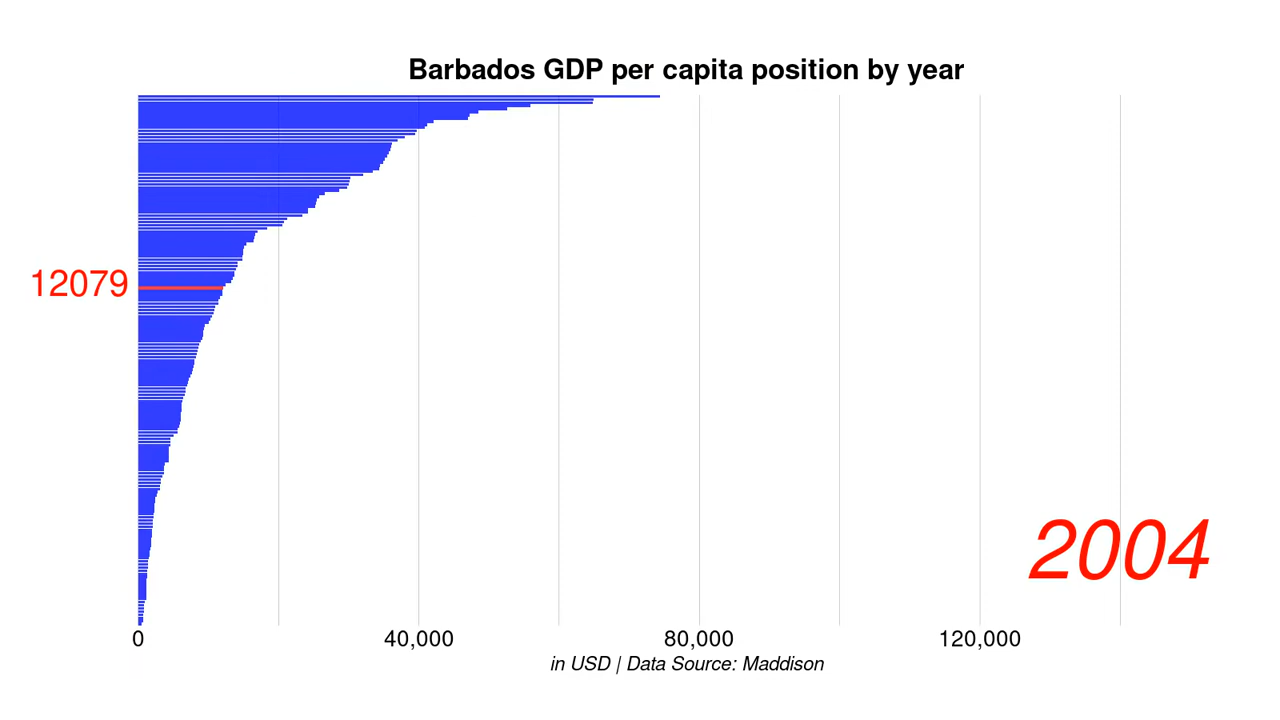 Barbados GDP per capita position by year
12079
2004
0 40,000 80,000 120,000
in USD | Data Source: Maddison